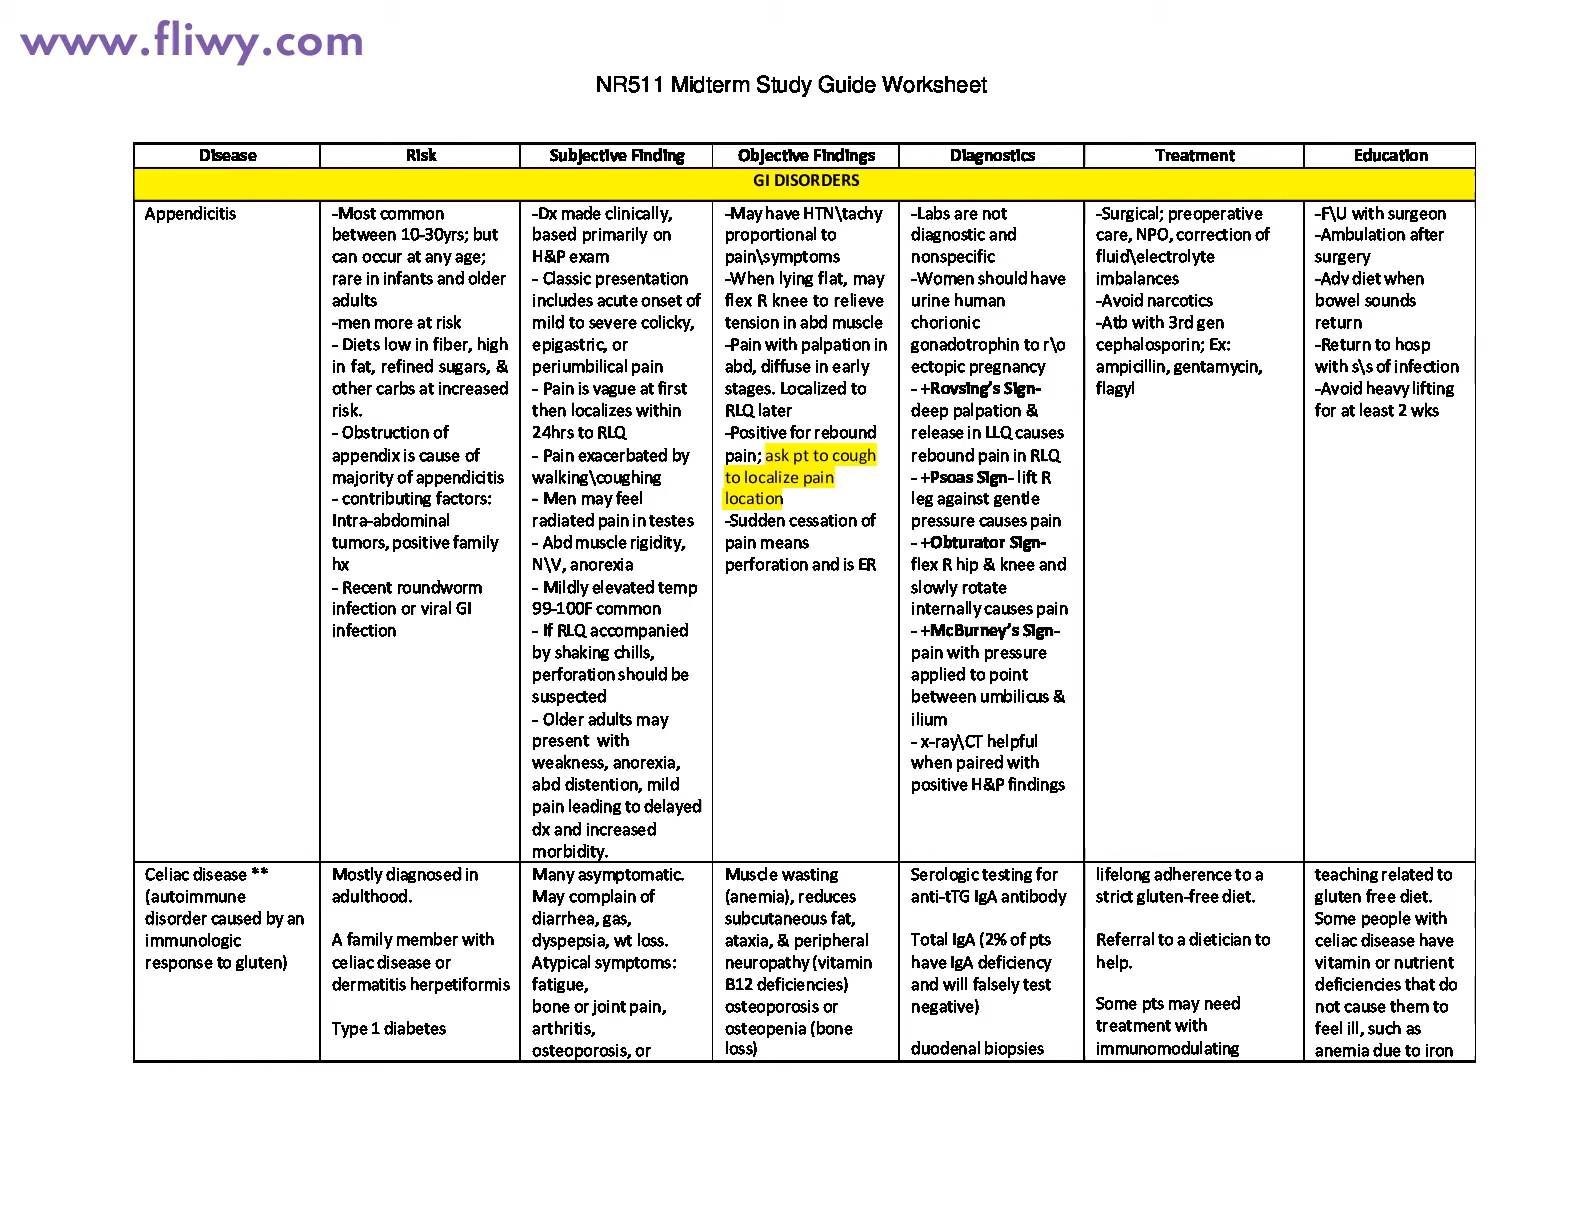 www.fliwy.com
NR511 Midterm Study Guide Worksheet
Disease
Risk
Subjective Finding
Objective Findings
Diagnostics
Treatment
Education
GI DISORDERS
Appendicitis
-Most common
between 10-30yrs; but
can occur at any age;
rare in infants and older
adults
-men more at risk
- Diets low in fiber, high
in fat, refined sugars, &
other carbs at increased
risk.
- Obstruction of
appendix is cause of
majority of appendicitis
- contributing factors:
Intra-abdominal
tumors, positive family
hx
- Recent roundworm
infection or viral GI
infection
-Dx made clinically,
based primarily on
H&P exam
- Classic presentation
includes acute onset of
mild to severe colicky,
epigastric, or
periumbilical pain
- Pain is vague at first
then localizes within
24hrs to RLQ
- Pain exacerbated by
walking\coughing
- Men may feel
radiated pain in testes
- Abd muscle rigidity,
N\V, anorexia
- Mildly elevated temp
99-100F common
- If RLQ accompanied
by shaking chills,
perforation should be
suspected
- Older adults may
present with
weakness, anorexia,
abd distention, mild
pain leading to delayed
dx and increased
morbidity.
-May have HTN\tachy
proportional to
pain\symptoms
-When lying flat, may
flex R knee to relieve
tension in abd muscle
-Pain with palpation in
abd, diffuse in early
stages. Localized to
RLQ later
-Positive for rebound
pain; ask pt to cough
to localize pain
location
-Sudden cessation of
pain means
perforation and is ER
-Labs are not
diagnostic and
nonspecific
-Women should have
urine human
chorionic
gonadotrophin to r\o
ectopic pregnancy
- +Rovsing's Sign-
deep palpation &
release in LLQ causes
rebound pain in RLQ
- +Psoas Sign- lift R
leg against gentle
pressure causes pain
- +Obturator Sign-
flex R hip & knee and
slowly rotate
internally causes pain
- +McBurney's Sign-
pain with pressure
applied to point
between umbilicus &
ilium
- x-ray\CT helpful
when paired with
positive H&P findings
-Surgical; preoperative
care, NPO, correction of
fluid\electrolyte
imbalances
-Avoid narcotics
-Atb with 3rd gen
cephalosporin; Ex:
ampicillin, gentamycin,
flagyl
-F\U with surgeon
-Ambulation after
surgery
-Adv diet when
bowel sounds
return
-Return to hosp
with s\s of infection
-Avoid heavy lifting
for at least 2 wks
Celiac disease **
(autoimmune
disorder caused by an
immunologic
response to gluten)
Mostly diagnosed in
adulthood.
A family member with
celiac disease or
dermatitis herpetiformis
Type 1 diabetes
Many asymptomatic.
May complain of
diarrhea, gas,
dyspepsia, wt loss.
Atypical symptoms:
fatigue,
bone or joint pain,
arthritis,
osteoporosis, or
Muscle wasting
(anemia), reduces
subcutaneous fat,
ataxia, & peripheral
neuropathy (vitamin
B12 deficiencies)
osteoporosis or
osteopenia (bone
loss)
Serologic testing for
anti-tTG IgA antibody
Total IgA (2% of pts
have IgA deficiency
and will falsely test
negative)
duodenal biopsies
lifelong adherence to a
strict gluten-free diet.
Referral to a dietician to
help.
Some pts may need
treatment with
immunomodulating
teaching related to
gluten free diet.
Some people with
celiac disease have
vitamin or nutrient
deficiencies that do
not cause them to
feel ill, such as
anemia due to iron